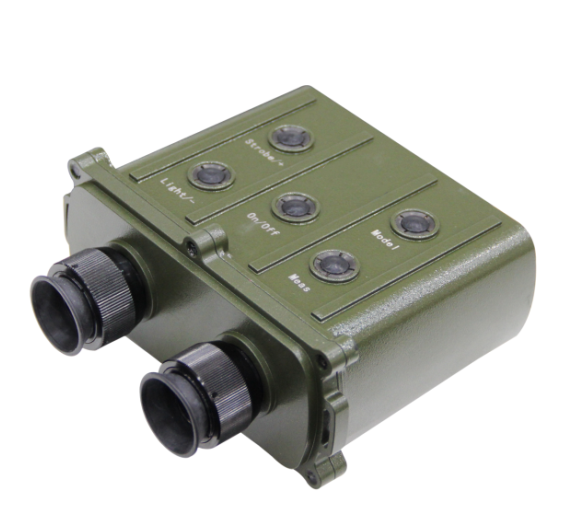 Strobe/+
Light/-
On/Off
Model
Meas